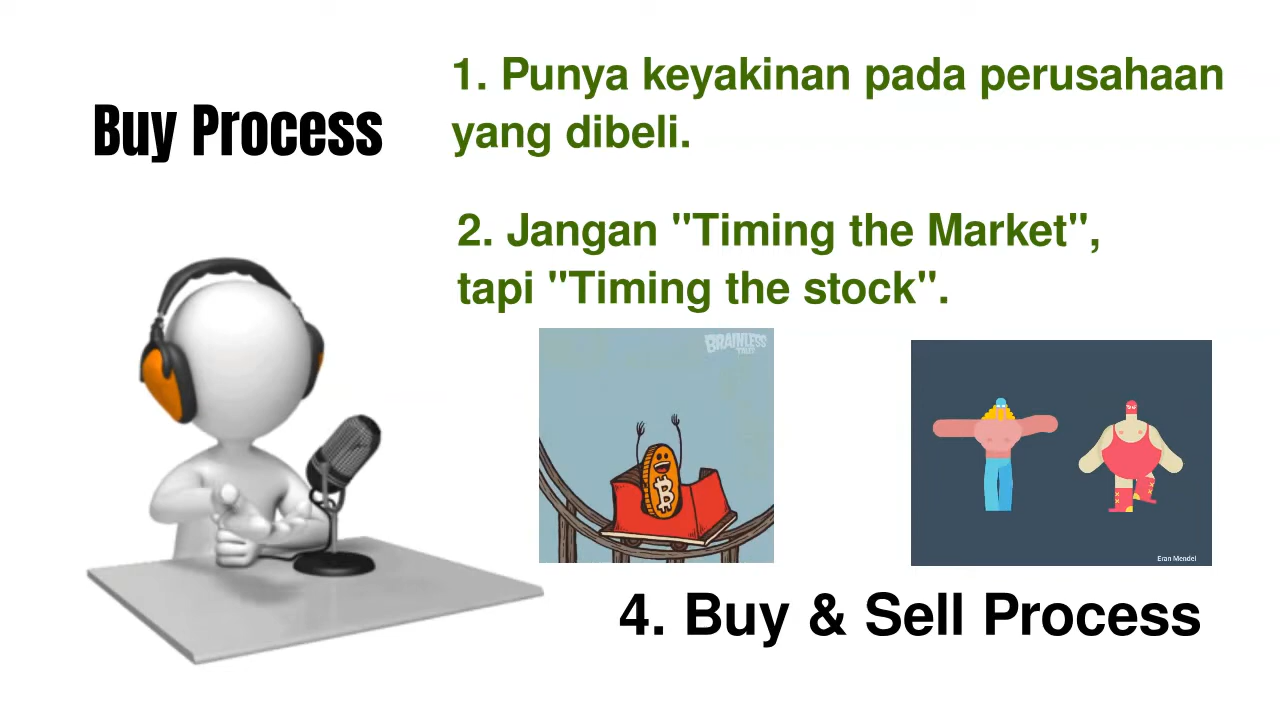 Buy Process
1. Punya keyakinan pada perusahaan
yang dibeli.
2. Jangan "Timing the Market",
tapi "Timing the stock".
BRAINLESS
TALES
B
Eran Mendel
4. Buy & Sell Process